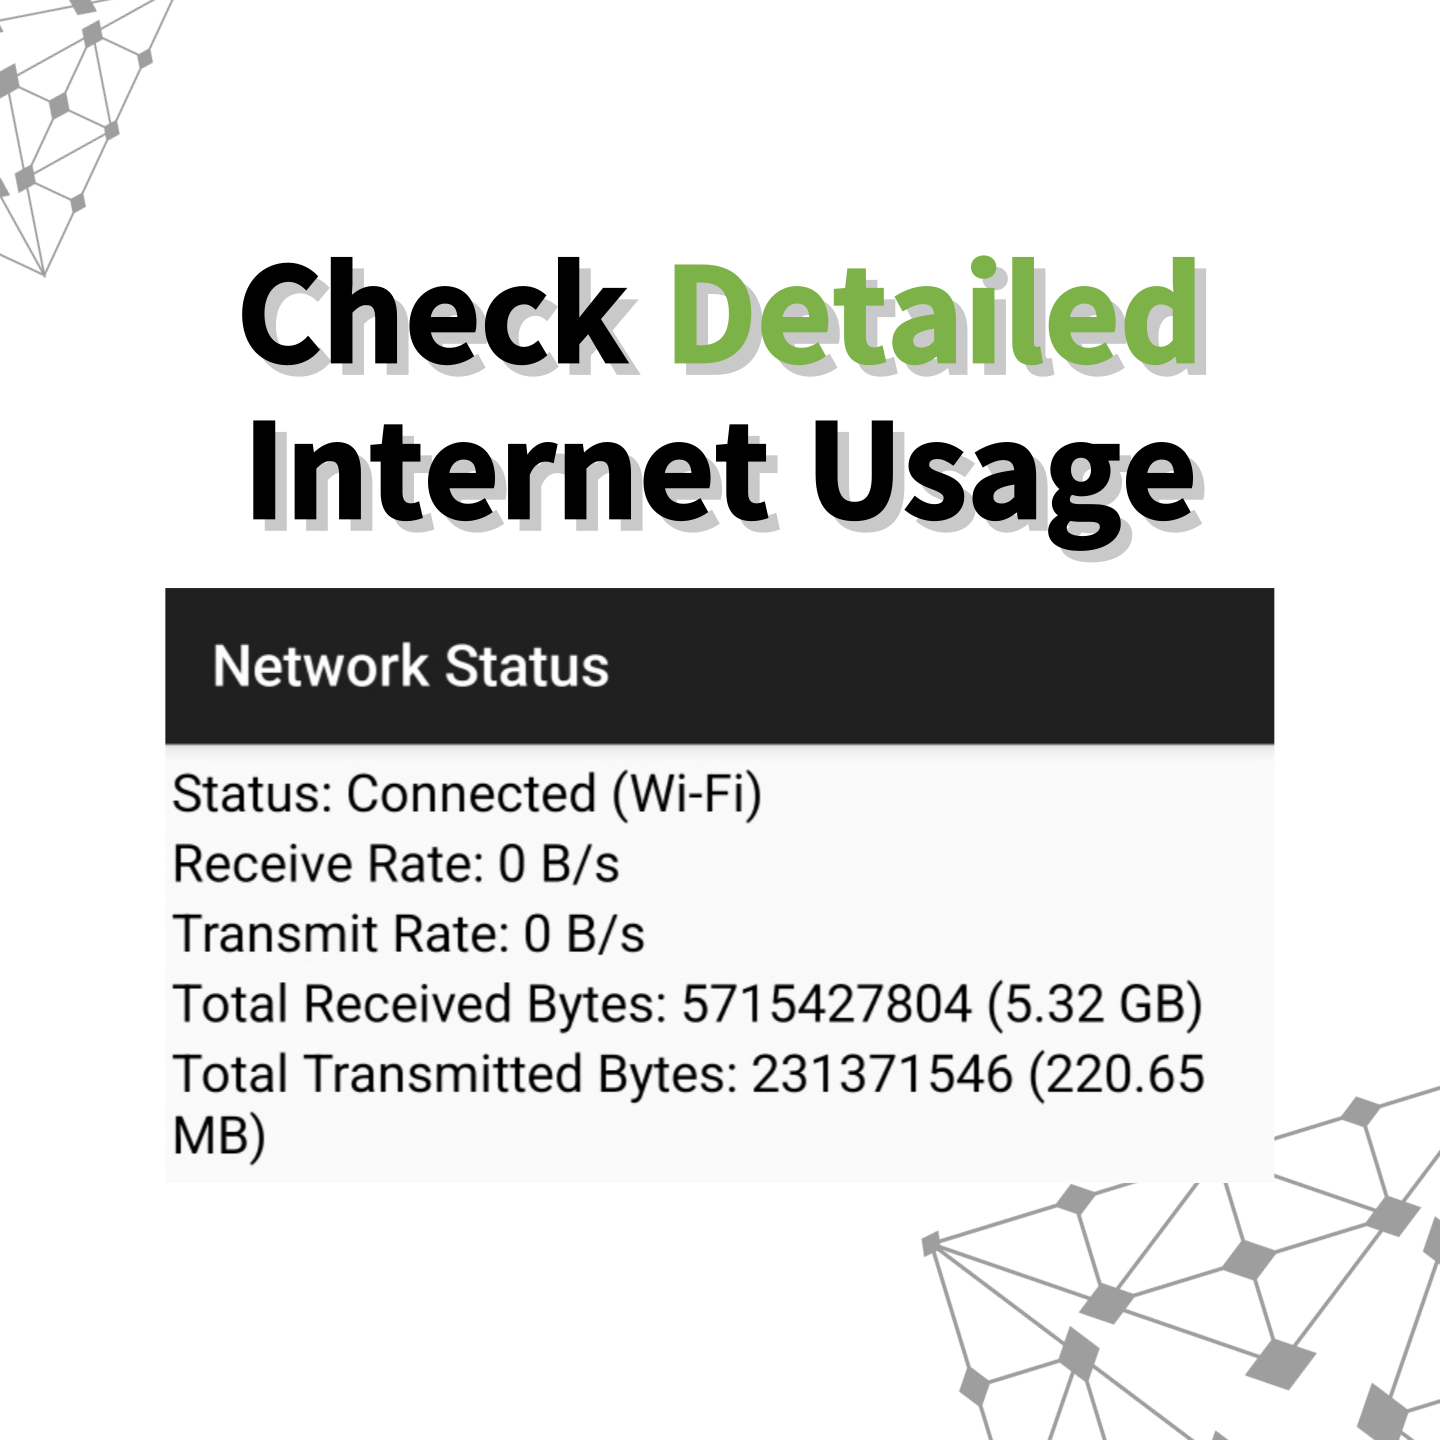 Check Detailed
Internet Usage
Network Status
Status: Connected (Wi-Fi)
Receive Rate: 0 B/s
Transmit Rate: 0 B/s
Total Received Bytes: 5715427804 (5.32 GB)
Total Transmitted Bytes: 231371546 (220.65
MB)